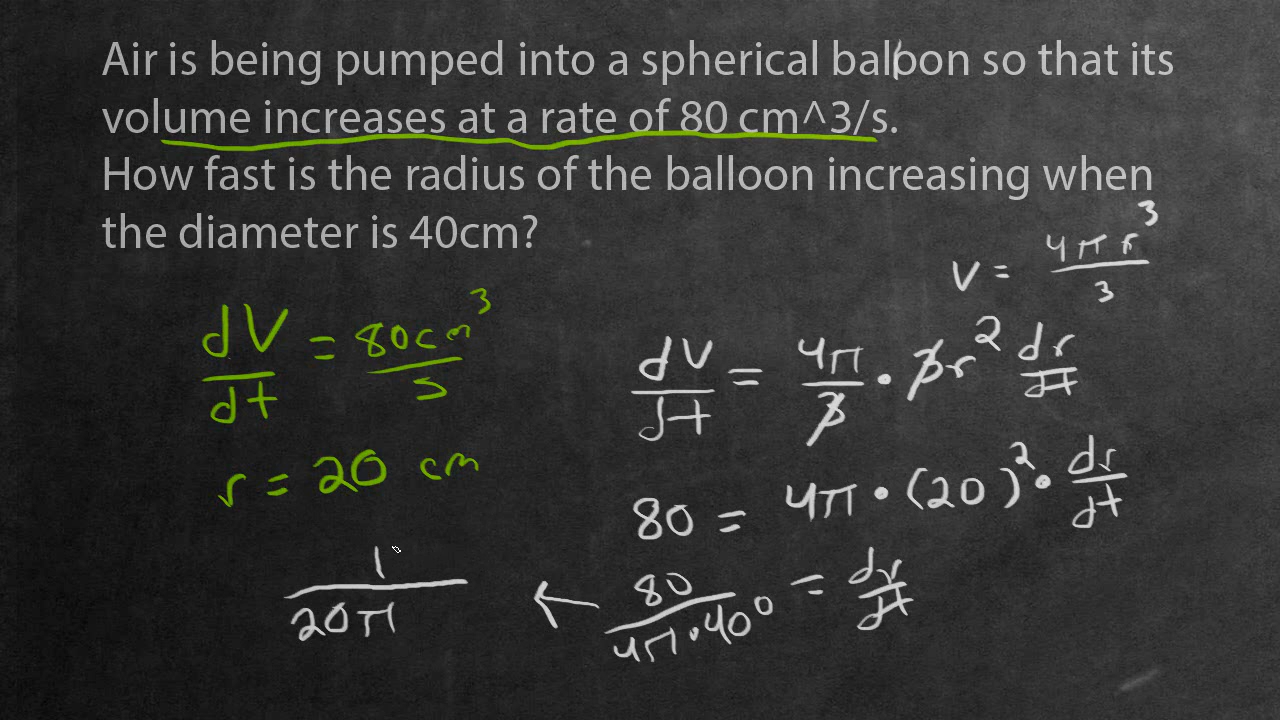 Air is being pumped into a spherical balloon so that its
volume increases at a rate of 80 cm^3/s.
How fast is the radius of the balloon increasing when
the diameter is 40cm?
V = 4πr³/3
dV/dt = 80cm³/s
dV/dt = 4π/3 · 3r² dr/dt
r = 20 cm
80 = 4π · (20)² · dr/dt
1/20π ← 80/4π·400 = dr/dt